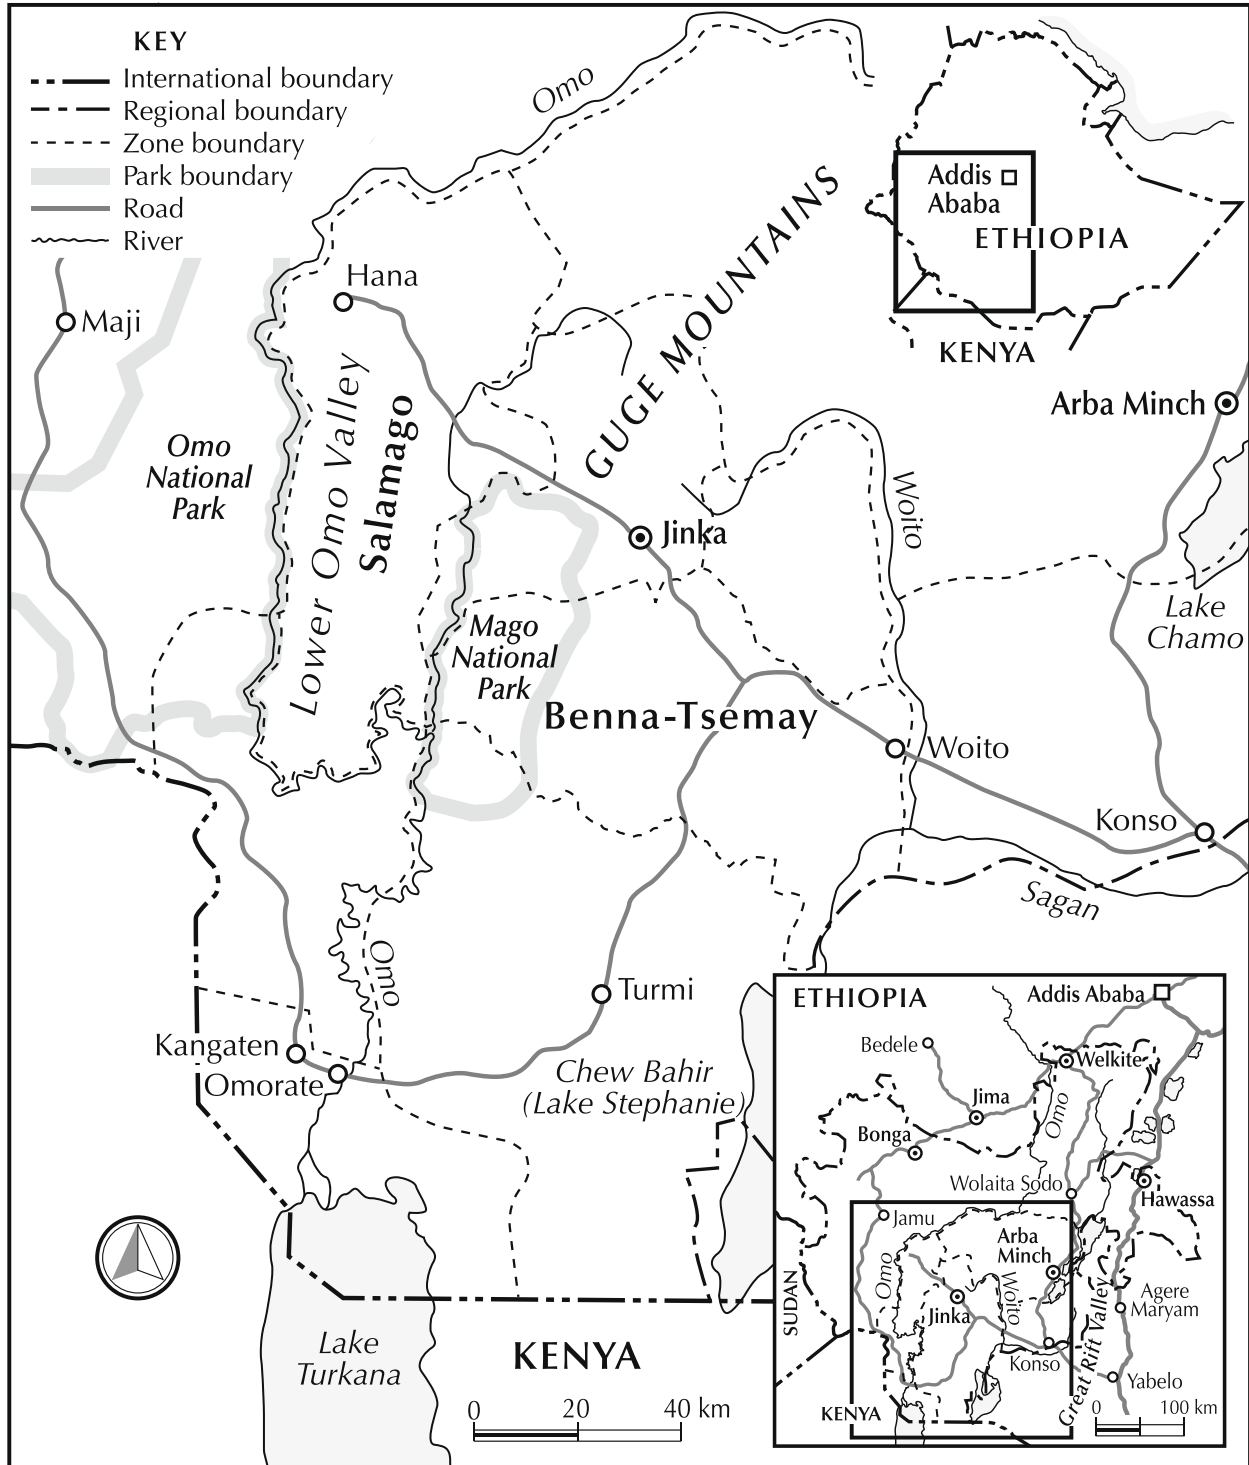 KEY
International boundary
Regional boundary
Zone boundary
Park boundary
Road
River
Omo
Addis
Ababa
ETHIOPIA
KENYA
Hana
Maji
GUGE MOUNTAINS
Arba Minch
Omo
National
Park
Lower Omo Valley
Salamago
Woito
Jinka
Lake
Chamo
Mago
National
Park
Benna-Tsemay
Woito
Konso
Sagan
Omo
Turmi
Kangaten
Omorate
Chew Bahir
(Lake Stephanie)
Lake
Turkana
KENYA
0 20 40 km
ETHIOPIA
Addis Ababa
Bedele
Welkite
Jima
Omo
Bonga
Wolaita Sodo
Hawassa
Jamu
Arba
Minch
Omo
Woito
SUDAN
Jinka
Agere
Maryam
Great Rift Valley
Konso
Yabelo
KENYA
0 100 km